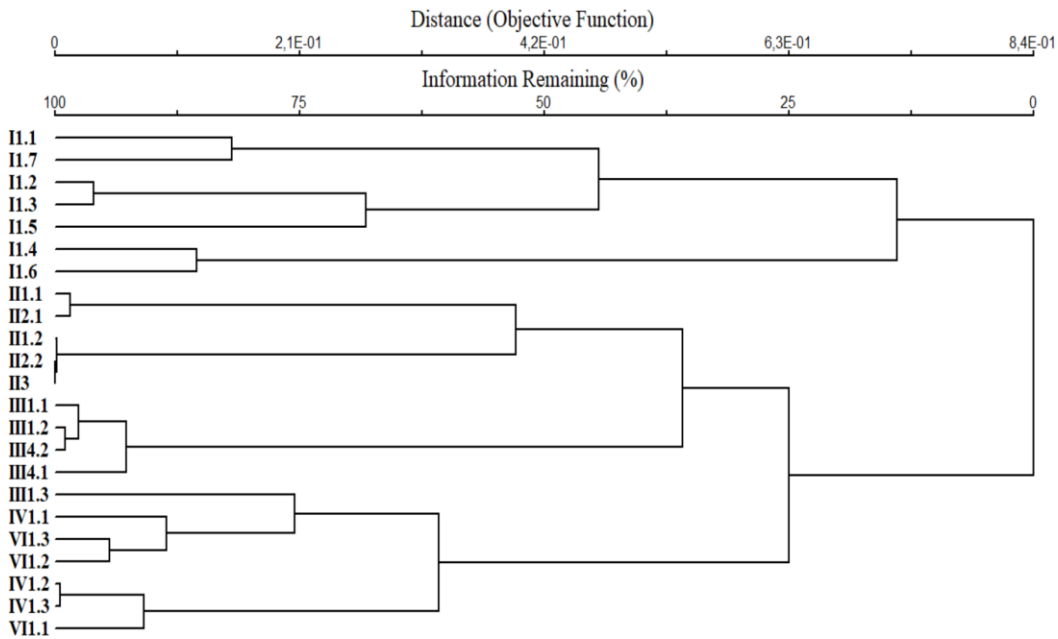 Distance (Objective Function)
0 2,1E-01 4,2E-01 6,3E-01 8,4E-01
Information Remaining (%)
100 75 50 25 0
I1.1
I1.7
I1.2
I1.3
I1.5
I1.4
I1.6
II1.1
II2.1
II1.2
II2.2
II3
III1.1
III1.2
III4.2
III4.1
III1.3
IV1.1
VI1.3
VI1.2
IV1.2
IV1.3
VI1.1